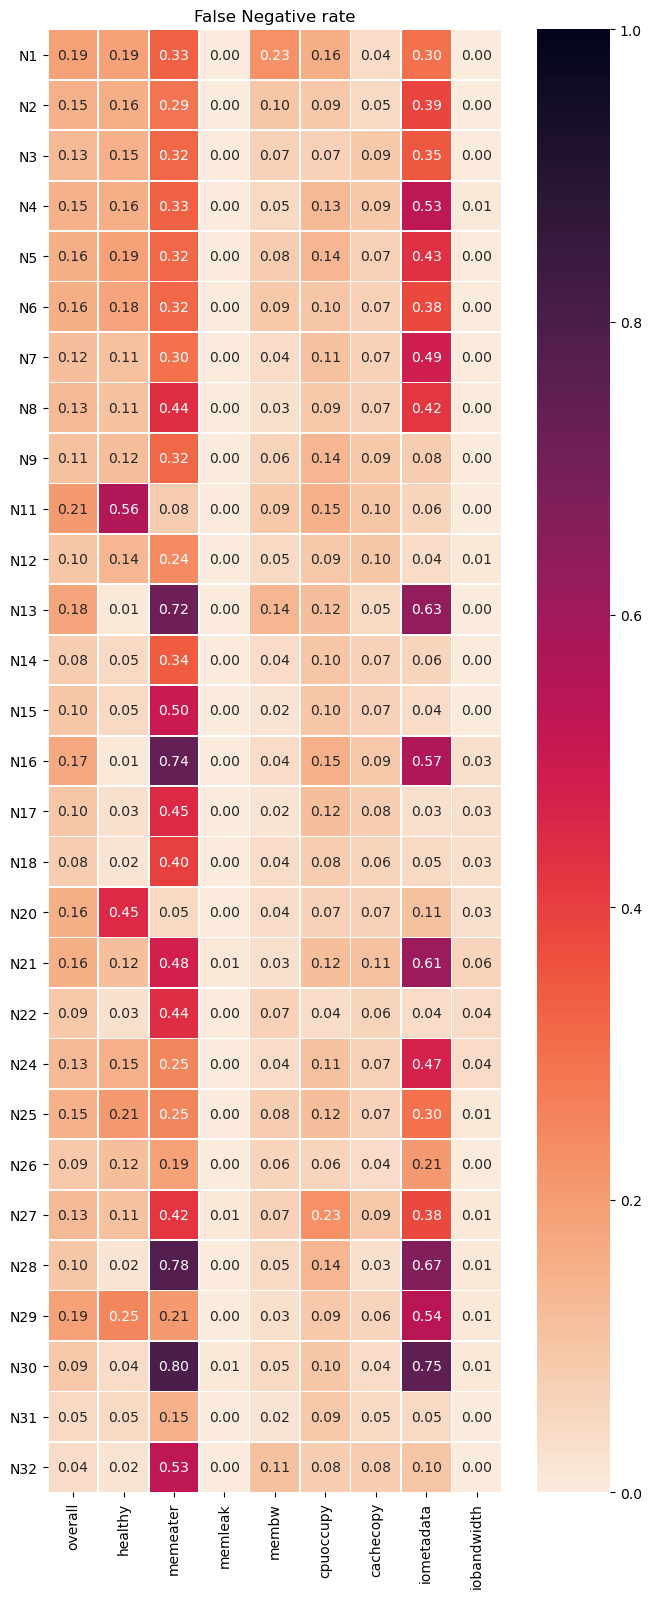 False Negative rate
N1 0.19 0.19 0.33 0.00 0.23 0.16 0.04 0.30 0.00
N2 0.15 0.16 0.29 0.00 0.10 0.09 0.05 0.39 0.00
N3 0.13 0.15 0.32 0.00 0.07 0.07 0.09 0.35 0.00
N4 0.15 0.16 0.33 0.00 0.05 0.13 0.09 0.53 0.01
N5 0.16 0.19 0.32 0.00 0.08 0.14 0.07 0.43 0.00
N6 0.16 0.18 0.32 0.00 0.09 0.10 0.07 0.38 0.00
N7 0.12 0.11 0.30 0.00 0.04 0.11 0.07 0.49 0.00
N8 0.13 0.11 0.44 0.00 0.03 0.09 0.07 0.42 0.00
N9 0.11 0.12 0.32 0.00 0.06 0.14 0.09 0.08 0.00
N11 0.21 0.56 0.08 0.00 0.09 0.15 0.10 0.06 0.00
N12 0.10 0.14 0.24 0.00 0.05 0.09 0.10 0.04 0.01
N13 0.18 0.01 0.72 0.00 0.14 0.12 0.05 0.63 0.00
N14 0.08 0.05 0.34 0.00 0.04 0.10 0.07 0.06 0.00
N15 0.10 0.05 0.50 0.00 0.02 0.10 0.07 0.04 0.00
N16 0.17 0.01 0.74 0.00 0.04 0.15 0.09 0.57 0.03
N17 0.10 0.03 0.45 0.00 0.02 0.12 0.08 0.03 0.03
N18 0.08 0.02 0.40 0.00 0.04 0.08 0.06 0.05 0.03
N20 0.16 0.45 0.05 0.00 0.04 0.07 0.07 0.11 0.03
N21 0.16 0.12 0.48 0.01 0.03 0.12 0.11 0.61 0.06
N22 0.09 0.03 0.44 0.00 0.07 0.04 0.06 0.04 0.04
N24 0.13 0.15 0.25 0.00 0.04 0.11 0.07 0.47 0.04
N25 0.15 0.21 0.25 0.00 0.08 0.12 0.07 0.30 0.01
N26 0.09 0.12 0.19 0.00 0.06 0.06 0.04 0.21 0.00
N27 0.13 0.11 0.42 0.01 0.07 0.23 0.09 0.38 0.01
N28 0.10 0.02 0.78 0.00 0.05 0.14 0.03 0.67 0.01
N29 0.19 0.25 0.21 0.00 0.03 0.09 0.06 0.54 0.01
N30 0.09 0.04 0.80 0.01 0.05 0.10 0.04 0.75 0.01
N31 0.05 0.05 0.15 0.00 0.02 0.09 0.05 0.05 0.00
N32 0.04 0.02 0.53 0.00 0.11 0.08 0.08 0.10 0.00
overall healthy memeater memleak membw cpuoccupy cachecopy iometadata iobandwidth
1.0
0.8
0.6
0.4
0.2
0.0